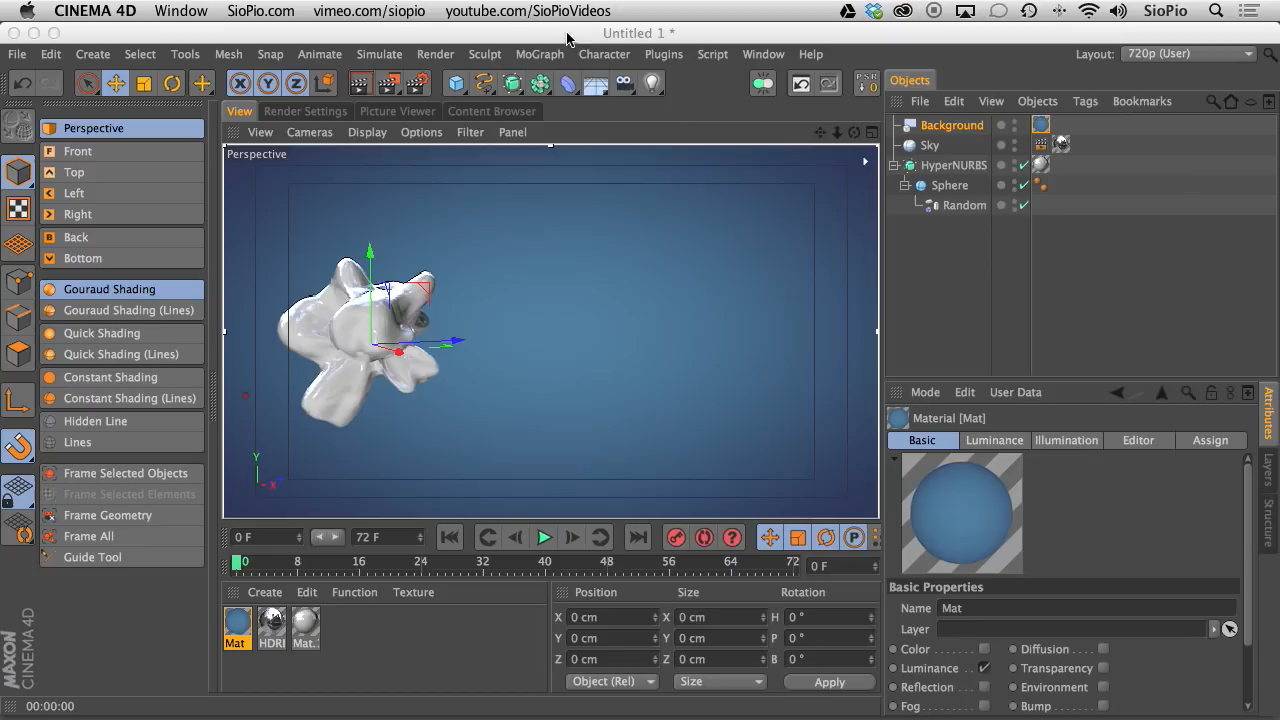 CINEMA 4D Window SioPio.com vimeo.com/siopio youtube.com/SioPioVideos SioPio
Untitled 1 *
File Edit Create Select Tools Mesh Snap Animate Simulate Render Sculpt MoGraph Character Plugins Script Window Help Layout: 720p (User)
X Y Z PSR 0
View Render Settings Picture Viewer Content Browser
View Cameras Display Options Filter Panel
Perspective
Perspective
F Front
Top
Left
Right
B Back
Bottom
Gouraud Shading
Gouraud Shading (Lines)
Quick Shading
Quick Shading (Lines)
Constant Shading
Constant Shading (Lines)
Hidden Line
Lines
Frame Selected Objects
Frame Selected Elements
Frame Geometry
Frame All
Guide Tool
Y
X
0 F 72 F P
0 8 16 24 32 40 48 56 64 72 0 F
Create Edit Function Texture
Mat HDRI Mat.
Position Size Rotation
X 0 cm X 0 cm H 0 °
Y 0 cm Y 0 cm P 0 °
Z 0 cm Z 0 cm B 0 °
Object (Rel) Size Apply
00:00:00
MAXON CINEMA 4D
Objects
File Edit View Objects Tags Bookmarks
Background
Sky
HyperNURBS
Sphere
Random
Mode Edit User Data
Material [Mat]
Basic Luminance Illumination Editor Assign
Basic Properties
Name Mat
Layer
Color Diffusion
Luminance Transparency
Reflection Environment
Fog Bump
Attributes
Layers
Structure